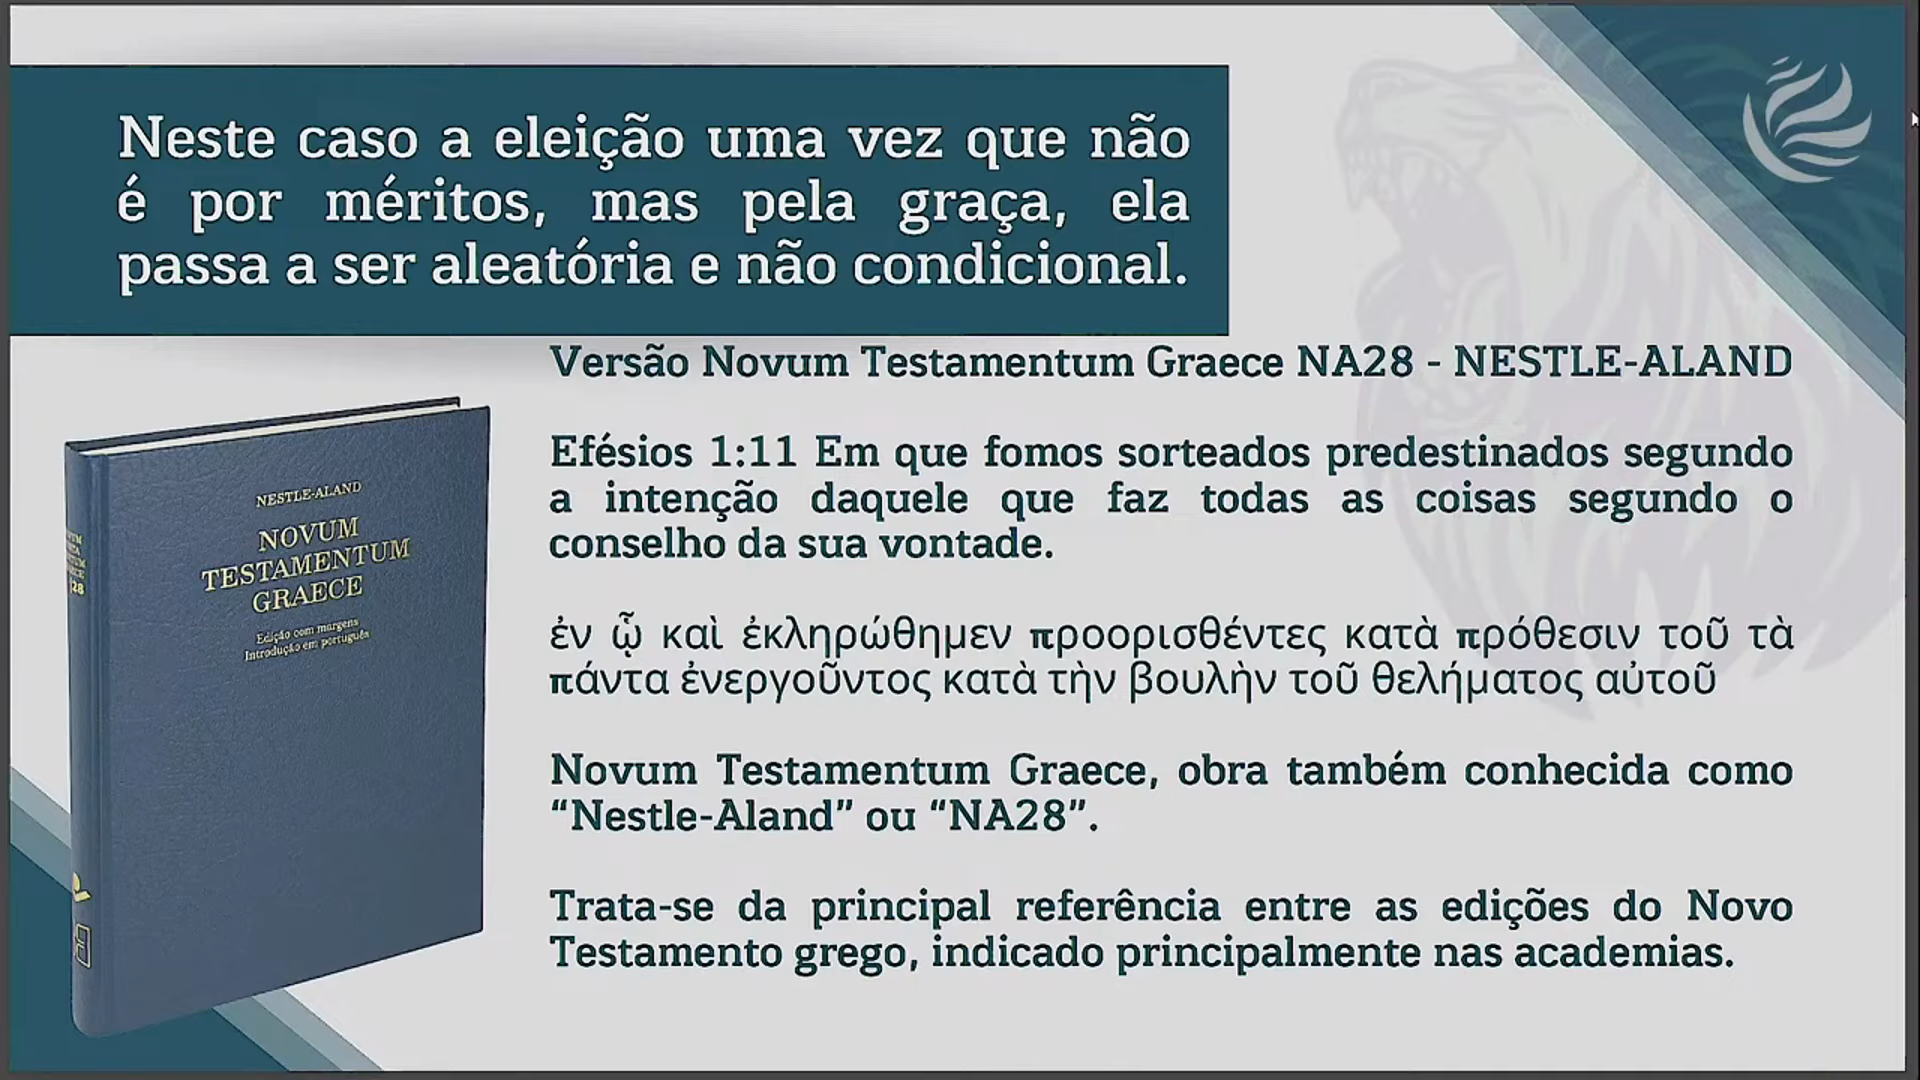 Neste caso a eleição uma vez que não
é por méritos, mas pela graça, ela
passa a ser aleatória e não condicional.
Versão Novum Testamentum Graece NA28 - NESTLE-ALAND
Efésios 1:11 Em que fomos sorteados predestinados segundo
a intenção daquele que faz todas as coisas segundo o
conselho da sua vontade.
ἐν ᾧ καὶ ἐκληρώθημεν προορισθέντες κατὰ πρόθεσιν τοῦ τὰ
πάντα ἐνεργοῦντος κατὰ τὴν βουλὴν τοῦ θελήματος αὐτοῦ
Novum Testamentum Graece, obra também conhecida como
“Nestle-Aland” ou “NA28”.
Trata-se da principal referência entre as edições do Novo
Testamento grego, indicado principalmente nas academias.
NESTLE-ALAND
NOVUM
TESTAMENTUM
GRAECE
Edição com margens
Introdução em português
28